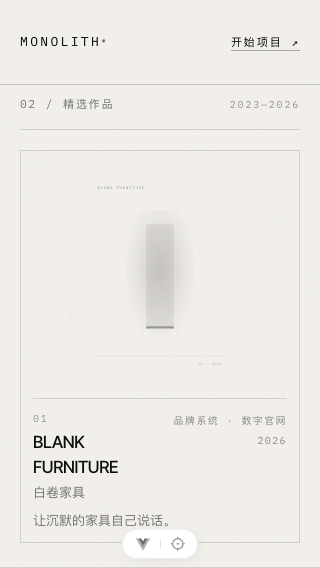 MONOLITH®
开始项目 ↗
02 / 精选作品
2023—2026
BLANK FURNITURE
01
品牌系统 · 数字官网
2026
BLANK
FURNITURE
白卷家具
让沉默的家具自己说话。